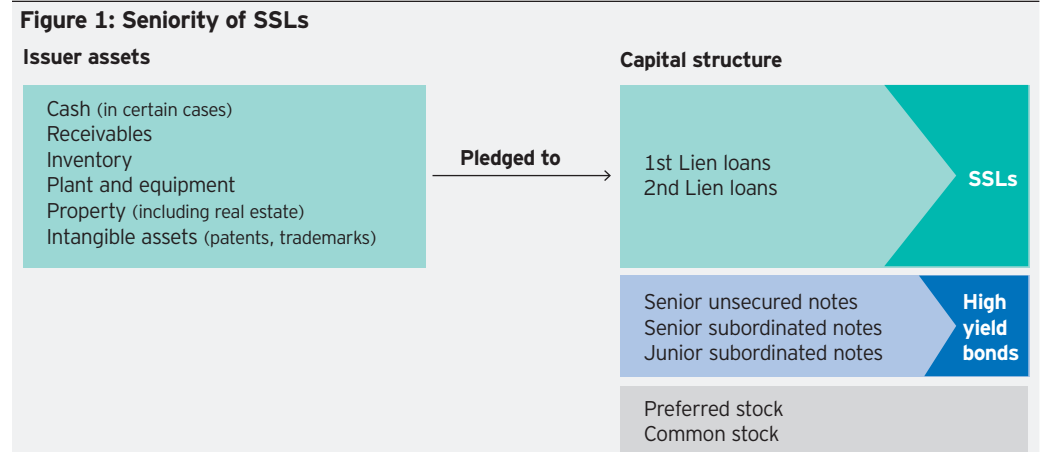 Figure 1: Seniority of SSLs
Issuer assets
Cash (in certain cases)
Receivables
Inventory
Plant and equipment
Property (including real estate)
Intangible assets (patents, trademarks)
Pledged to
Capital structure
1st Lien loans
2nd Lien loans
SSLs
Senior unsecured notes
Senior subordinated notes
Junior subordinated notes
High
yield
bonds
Preferred stock
Common stock